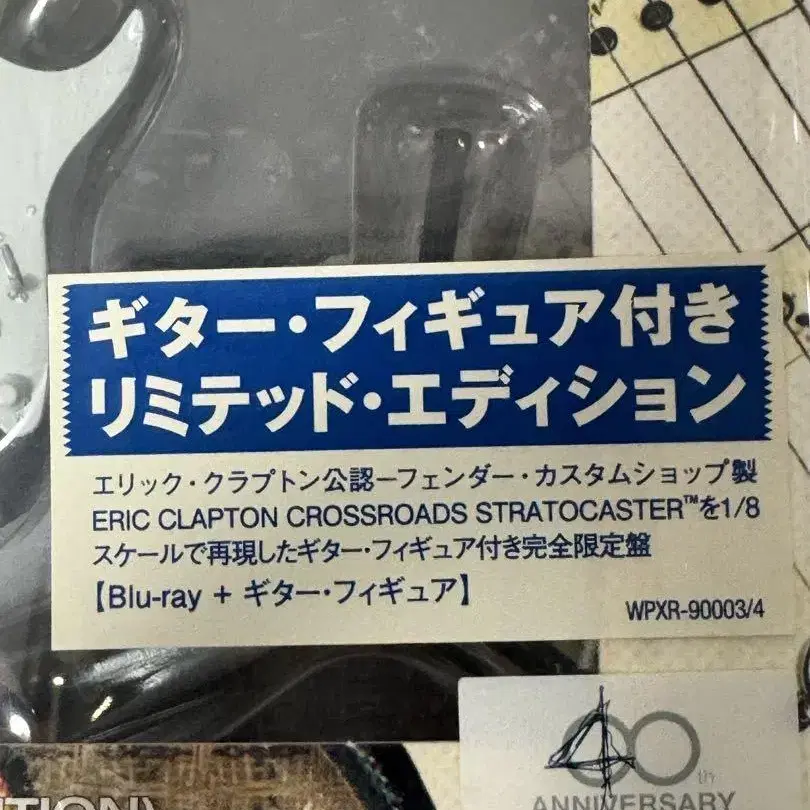 ギター・フィギュア付き
リミテッド・エディション
エリック・クラプトン公認ーフェンダー・カスタムショップ製
ERIC CLAPTON CROSSROADS STRATOCASTER™を1/8
スケールで再現したギター・フィギュア付き完全限定盤
【Blu-ray + ギター・フィギュア】
WPXR-90003/4
th
ANNIVERSARY